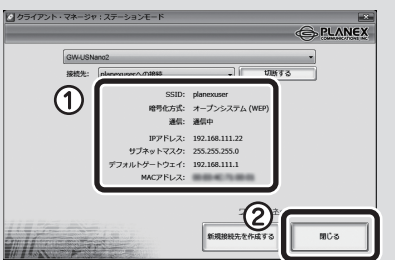 クライアント・マネージャ：ステーションモード
PLANEX
COMMUNICATIONS INC.
GW-USNano2
接続先: planexuserへの接続 切断する
①
SSID: planexuser
暗号化方式: オープンシステム (WEP)
通信: 通信中
IPアドレス: 192.168.111.22
サブネットマスク: 255.255.255.0
デフォルトゲートウェイ: 192.168.111.1
MACアドレス:
②
新規接続先を作成する 閉じる